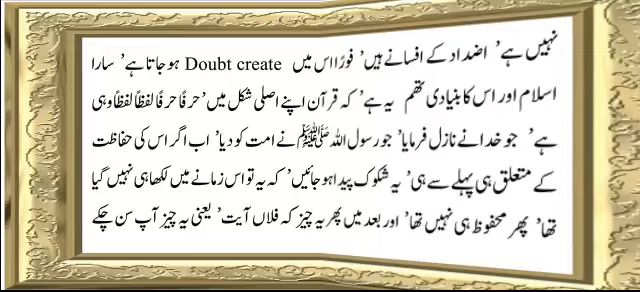 نہیں ہے' اضداد کے افسانے ہیں' فوراً اس میں Doubt create ہو جاتا ہے' سارا
اسلام اور اس کا بنیادی تھم یہ ہے' کہ قرآن اپنے اصلی شکل میں' حرفاً حرفاً لفظاً لفظاً وہی
ہے' جو خدا نے نازل فرمایا' جو رسول اللہ ﷺ نے امت کو دیا' اب اگر اس کی حفاظت
کے متعلق ہی پہلے سے ہی' یہ شکوک پیدا ہو جائیں' کہ یہ تو اس زمانے میں لکھا ہی نہیں گیا
تھا' پھر محفوظ ہی نہیں تھا' اور بعد میں پھر یہ چیز کہ فلاں آیت' یعنی یہ چیز آپ سن چکے